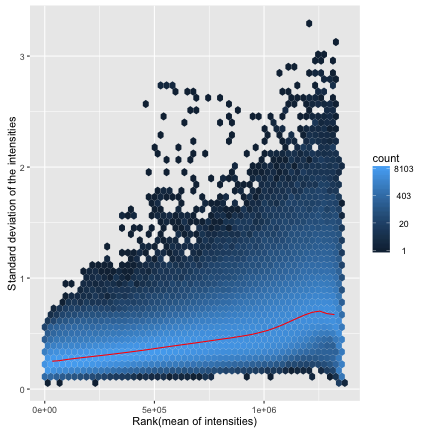 3
2
1
0
Standard deviation of the intensities
0e+00
5e+05
1e+06
Rank(mean of intensities)
count
8103
403
20
1